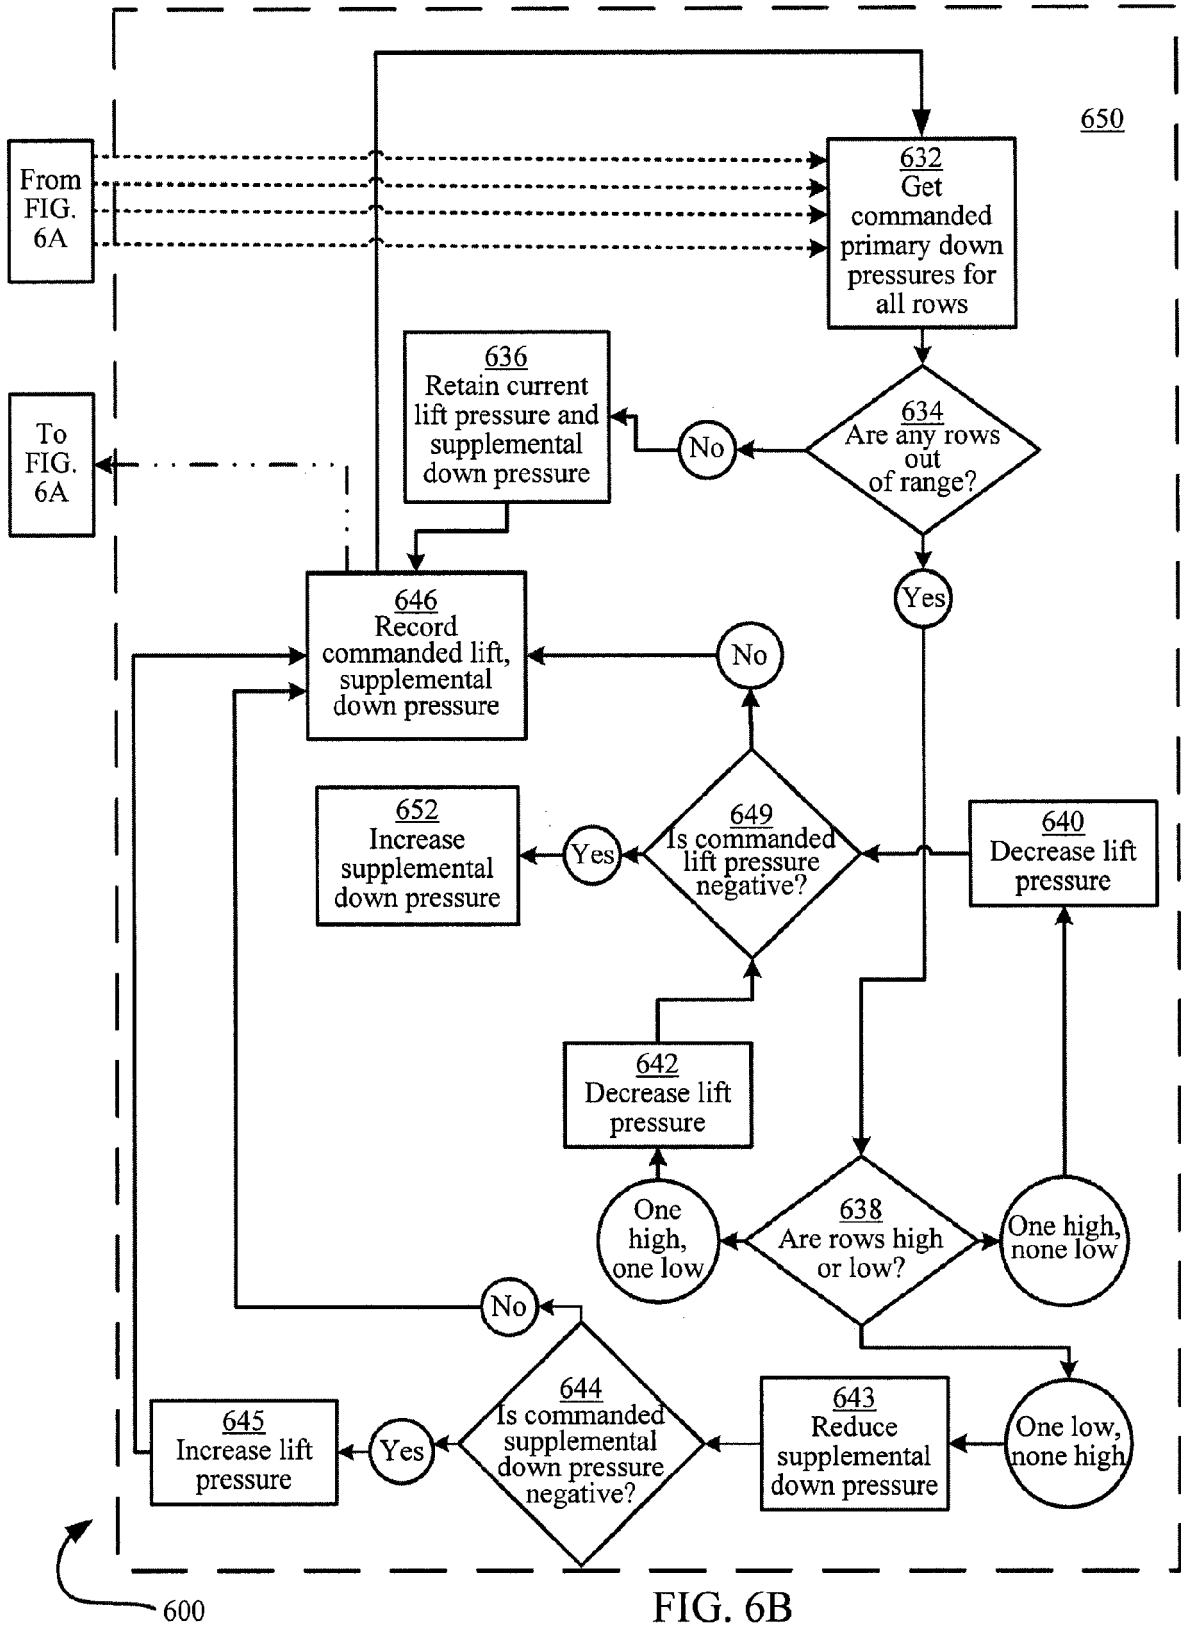 650
From
FIG.
6A
632
Get
commanded
primary down
pressures for
all rows
636
Retain current
lift pressure and
supplemental
down pressure
No
634
Are any rows
out
of range?
To
FIG.
6A
Yes
646
Record
commanded lift,
supplemental
down pressure
No
652
Increase
supplemental
down pressure
Yes
649
Is commanded
lift pressure
negative?
640
Decrease lift
pressure
642
Decrease lift
pressure
One
high,
one low
638
Are rows high
or low?
One high,
none low
No
645
Increase lift
pressure
Yes
644
Is commanded
supplemental
down pressure
negative?
643
Reduce
supplemental
down pressure
One low,
none high
600
FIG. 6B